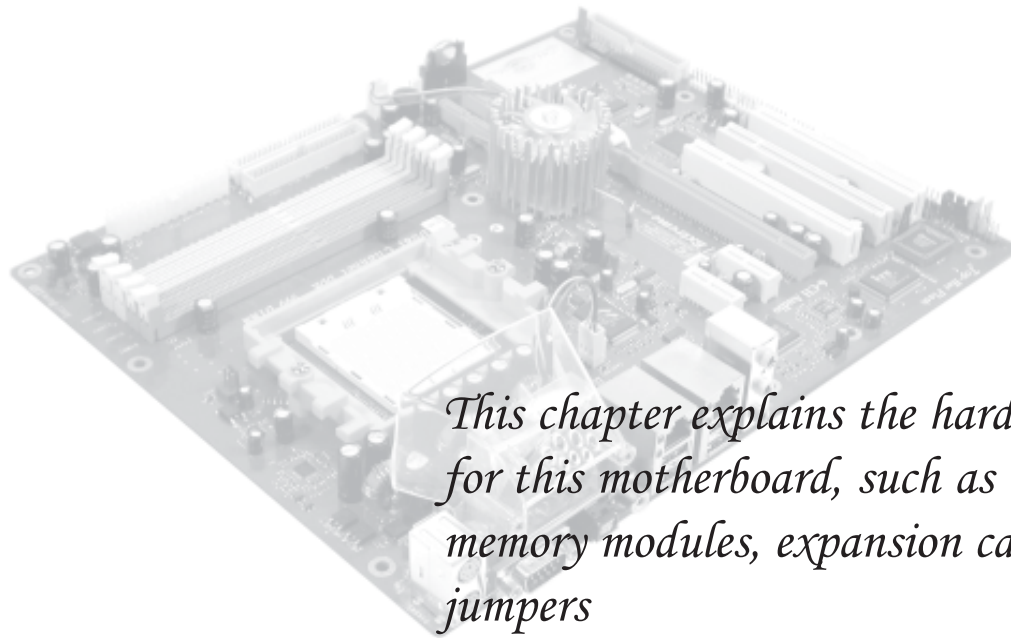 This chapter explains the hard
for this motherboard, such as
memory modules, expansion ca
jumpers